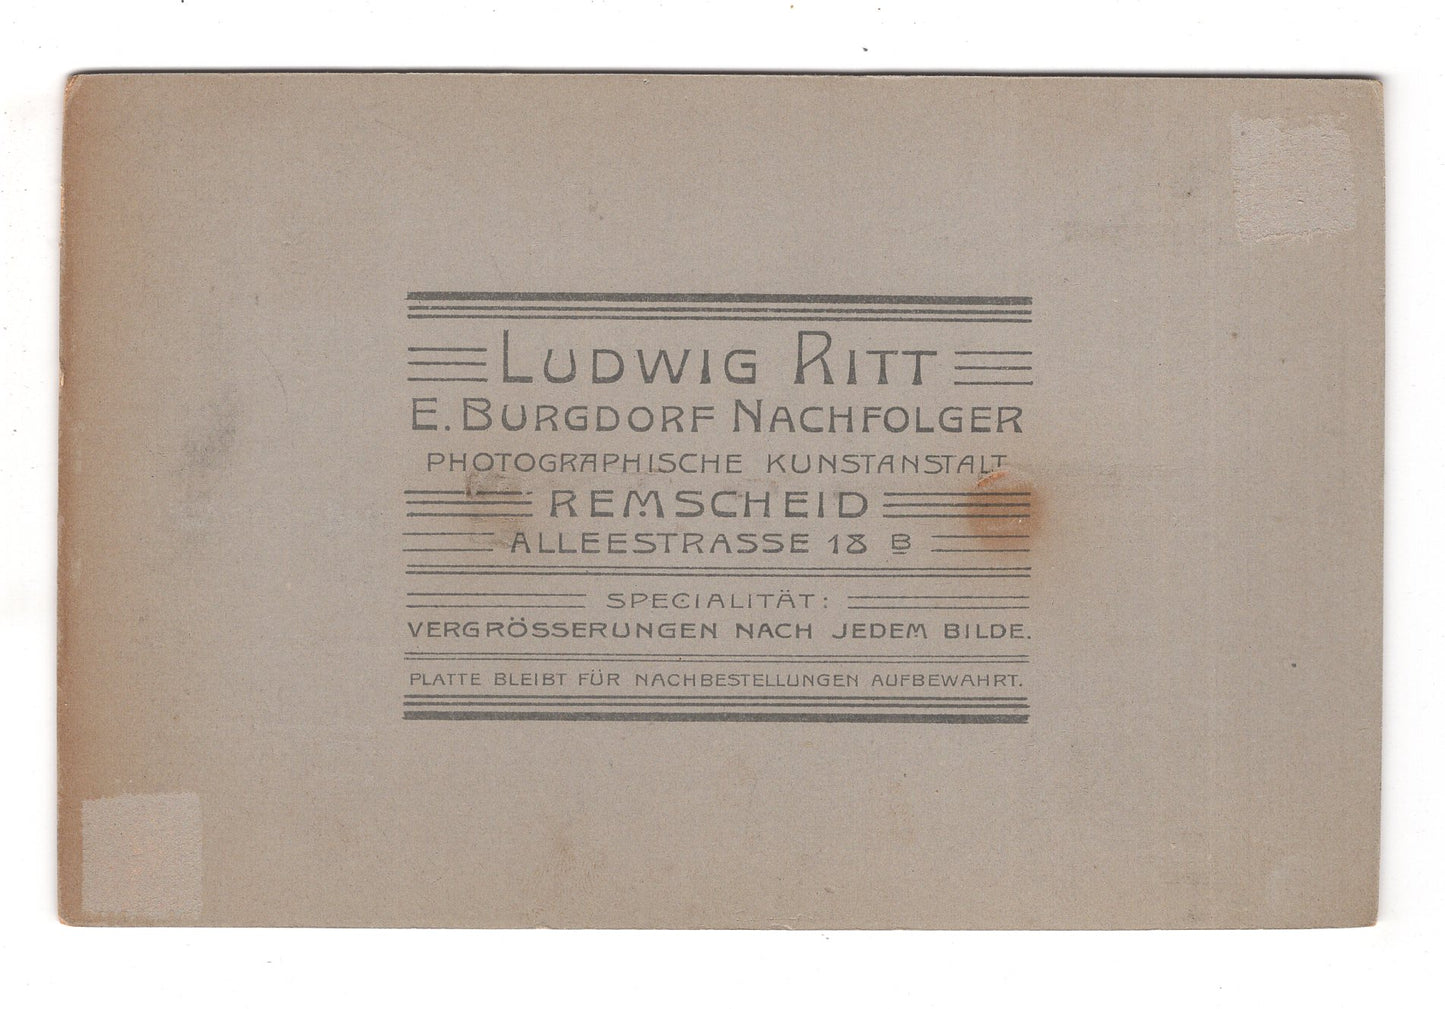 LUDWIG RITT
E. BURGDORF NACHFOLGER
PHOTOGRAPHISCHE KUNSTANSTALT
REMSCHEID
ALLEESTRASSE 18 B
SPECIALITÄT:
VERGRÖSSERUNGEN NACH JEDEM BILDE.
PLATTE BLEIBT FÜR NACHBESTELLUNGEN AUFBEWAHRT.